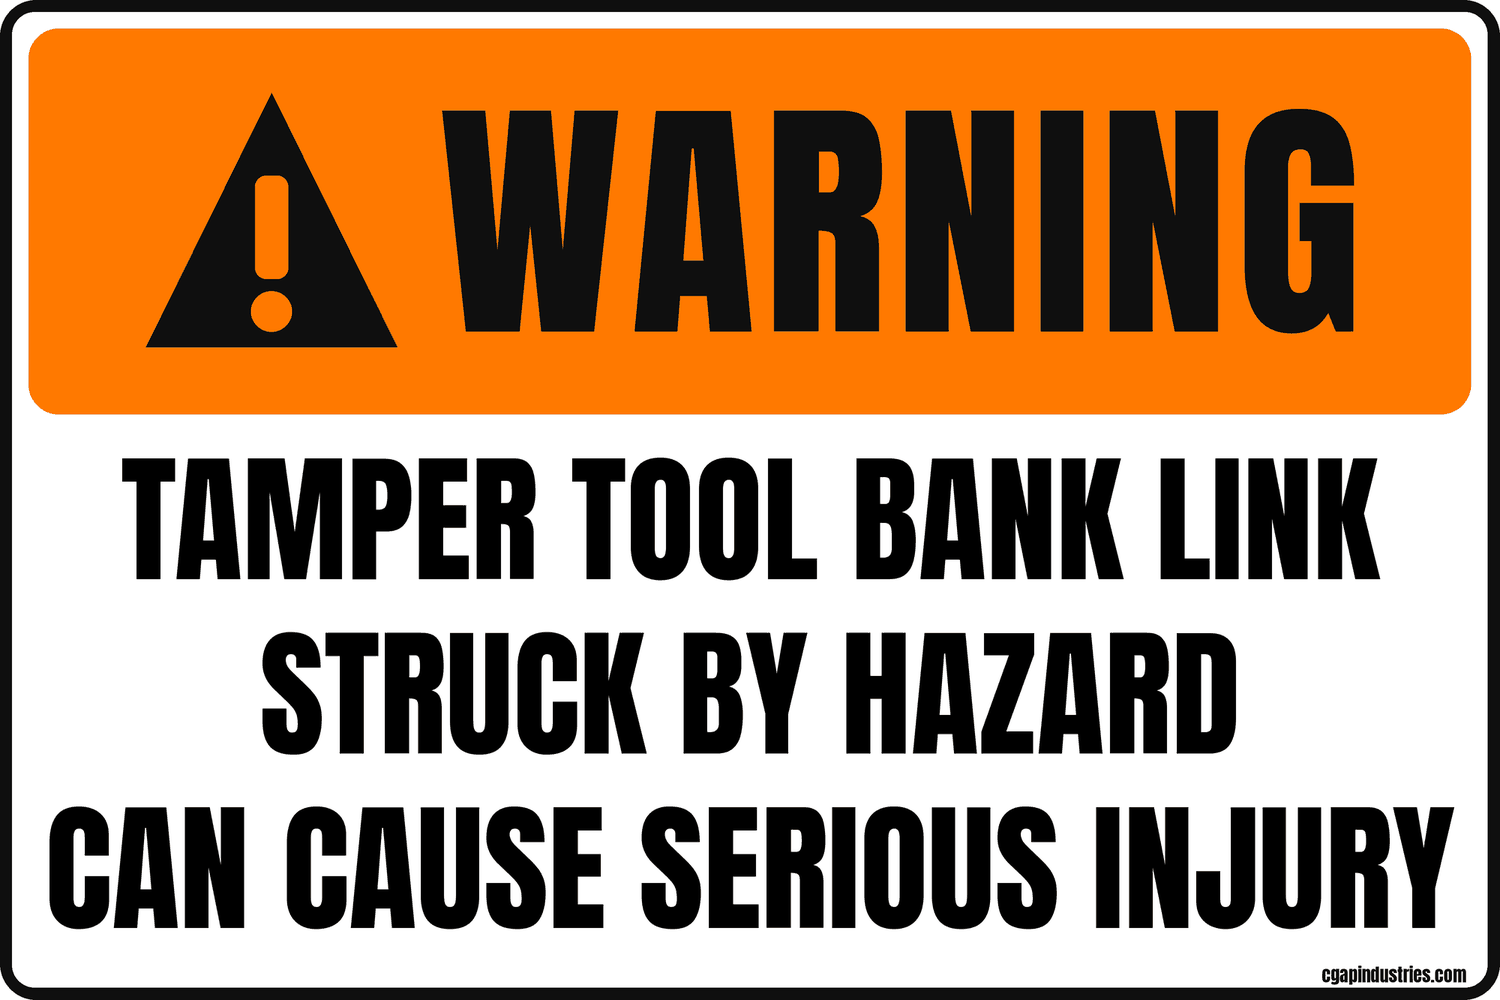 WARNING
TAMPER TOOL BANK LINK
STRUCK BY HAZARD
CAN CAUSE SERIOUS INJURY
cgapindustries.com